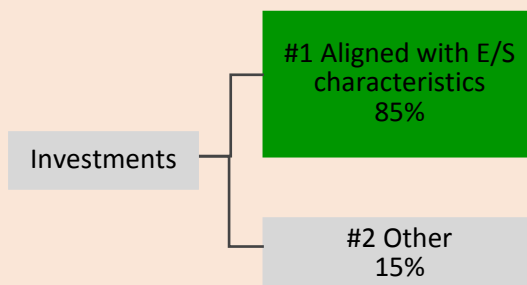 #1 Aligned with E/S
characteristics
85%
Investments
#2 Other
15%